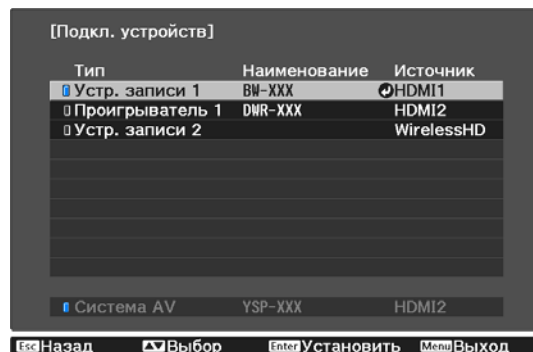 [Подкл. устройств]
Тип Наименование Источник
Устр. записи 1 BW-XXX HDMI1
Проигрыватель 1 DWR-XXX HDMI2
Устр. записи 2 WirelessHD
Система AV YSP-XXX HDMI2
Esc Назад Выбор Enter Установить Menu Выход